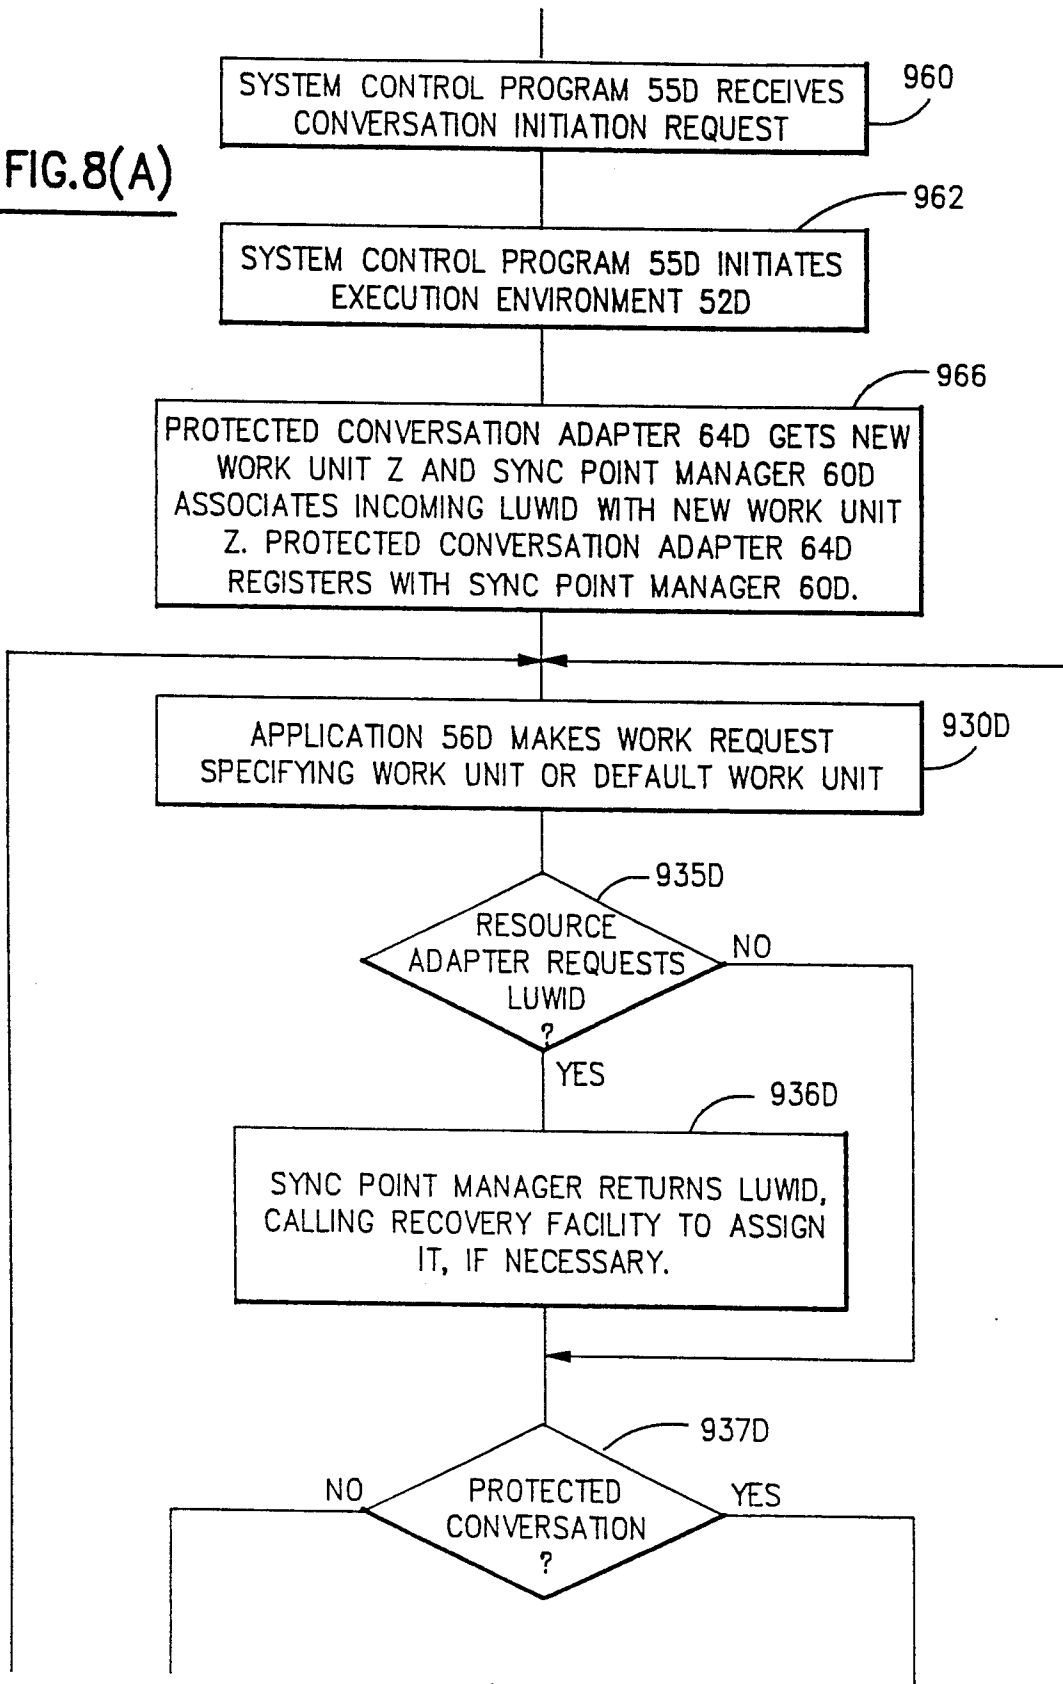 SYSTEM CONTROL PROGRAM 55D RECEIVES
CONVERSATION INITIATION REQUEST
960
FIG.8(A)
962
SYSTEM CONTROL PROGRAM 55D INITIATES
EXECUTION ENVIRONMENT 52D
966
PROTECTED CONVERSATION ADAPTER 64D GETS NEW
WORK UNIT Z AND SYNC POINT MANAGER 60D
ASSOCIATES INCOMING LUWID WITH NEW WORK UNIT
Z. PROTECTED CONVERSATION ADAPTER 64D
REGISTERS WITH SYNC POINT MANAGER 60D.
930D
APPLICATION 56D MAKES WORK REQUEST
SPECIFYING WORK UNIT OR DEFAULT WORK UNIT
935D
RESOURCE
ADAPTER REQUESTS
LUWID
?
NO
YES
936D
SYNC POINT MANAGER RETURNS LUWID,
CALLING RECOVERY FACILITY TO ASSIGN
IT, IF NECESSARY.
937D
NO
PROTECTED
CONVERSATION
?
YES